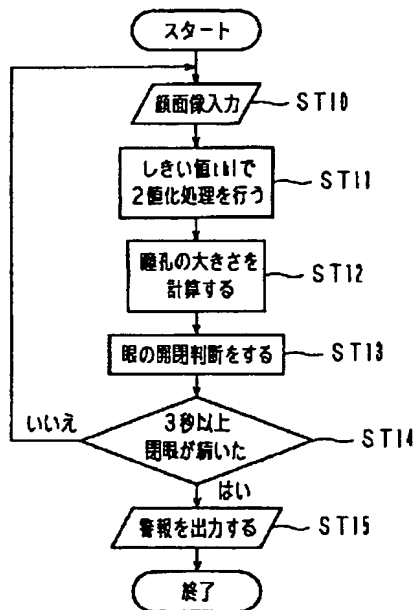 スタート
顔画像入力
ST10
しきい値th1で
2値化処理を行う
ST11
瞳孔の大きさを
計算する
ST12
眼の開閉判断をする
ST13
3秒以上
閉眼が続いた
ST14
いいえ
はい
警報を出力する
ST15
終了